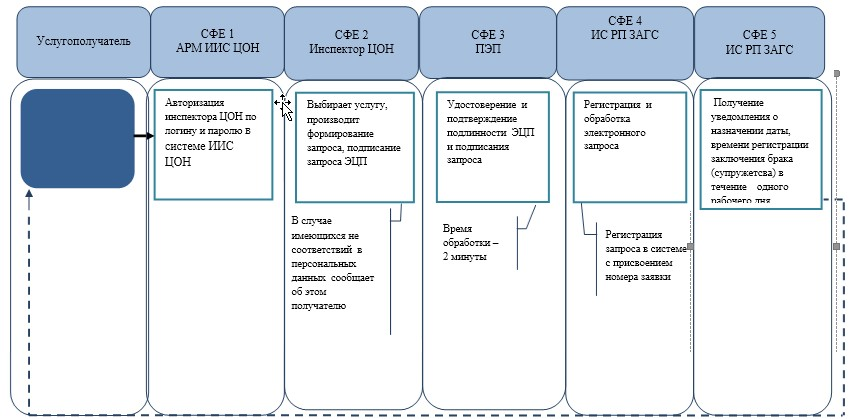 Услугополучатель
СФЕ 1
АРМ ИИС ЦОН
СФЕ 2
Инспектор ЦОН
СФЕ 3
ПЭП
СФЕ 4
ИС РП ЗАГС
СФЕ 5
ИС РП ЗАГС
Авторизация
инспектора ЦОН по
логину и паролю в
системе ИИС
ЦОН
Выбирает услугу,
производит
формирование
запроса, подписание
запроса ЭЦП
Удостоверение и
подтверждение
подлинности ЭЦП
и подписания
запроса
Регистрация и
обработка
электронного
запроса
Получение
уведомления о
назначении даты,
времени регистрации
заключения брака
(супружетсва) в
течение одного
рабочего дня
В случае
имеющихся не
соответствий в
персональных
данных сообщает
об этом
получателю
Время
обработки –
2 минуты
Регистрация
запроса в системе
с присвоением
номера заявки